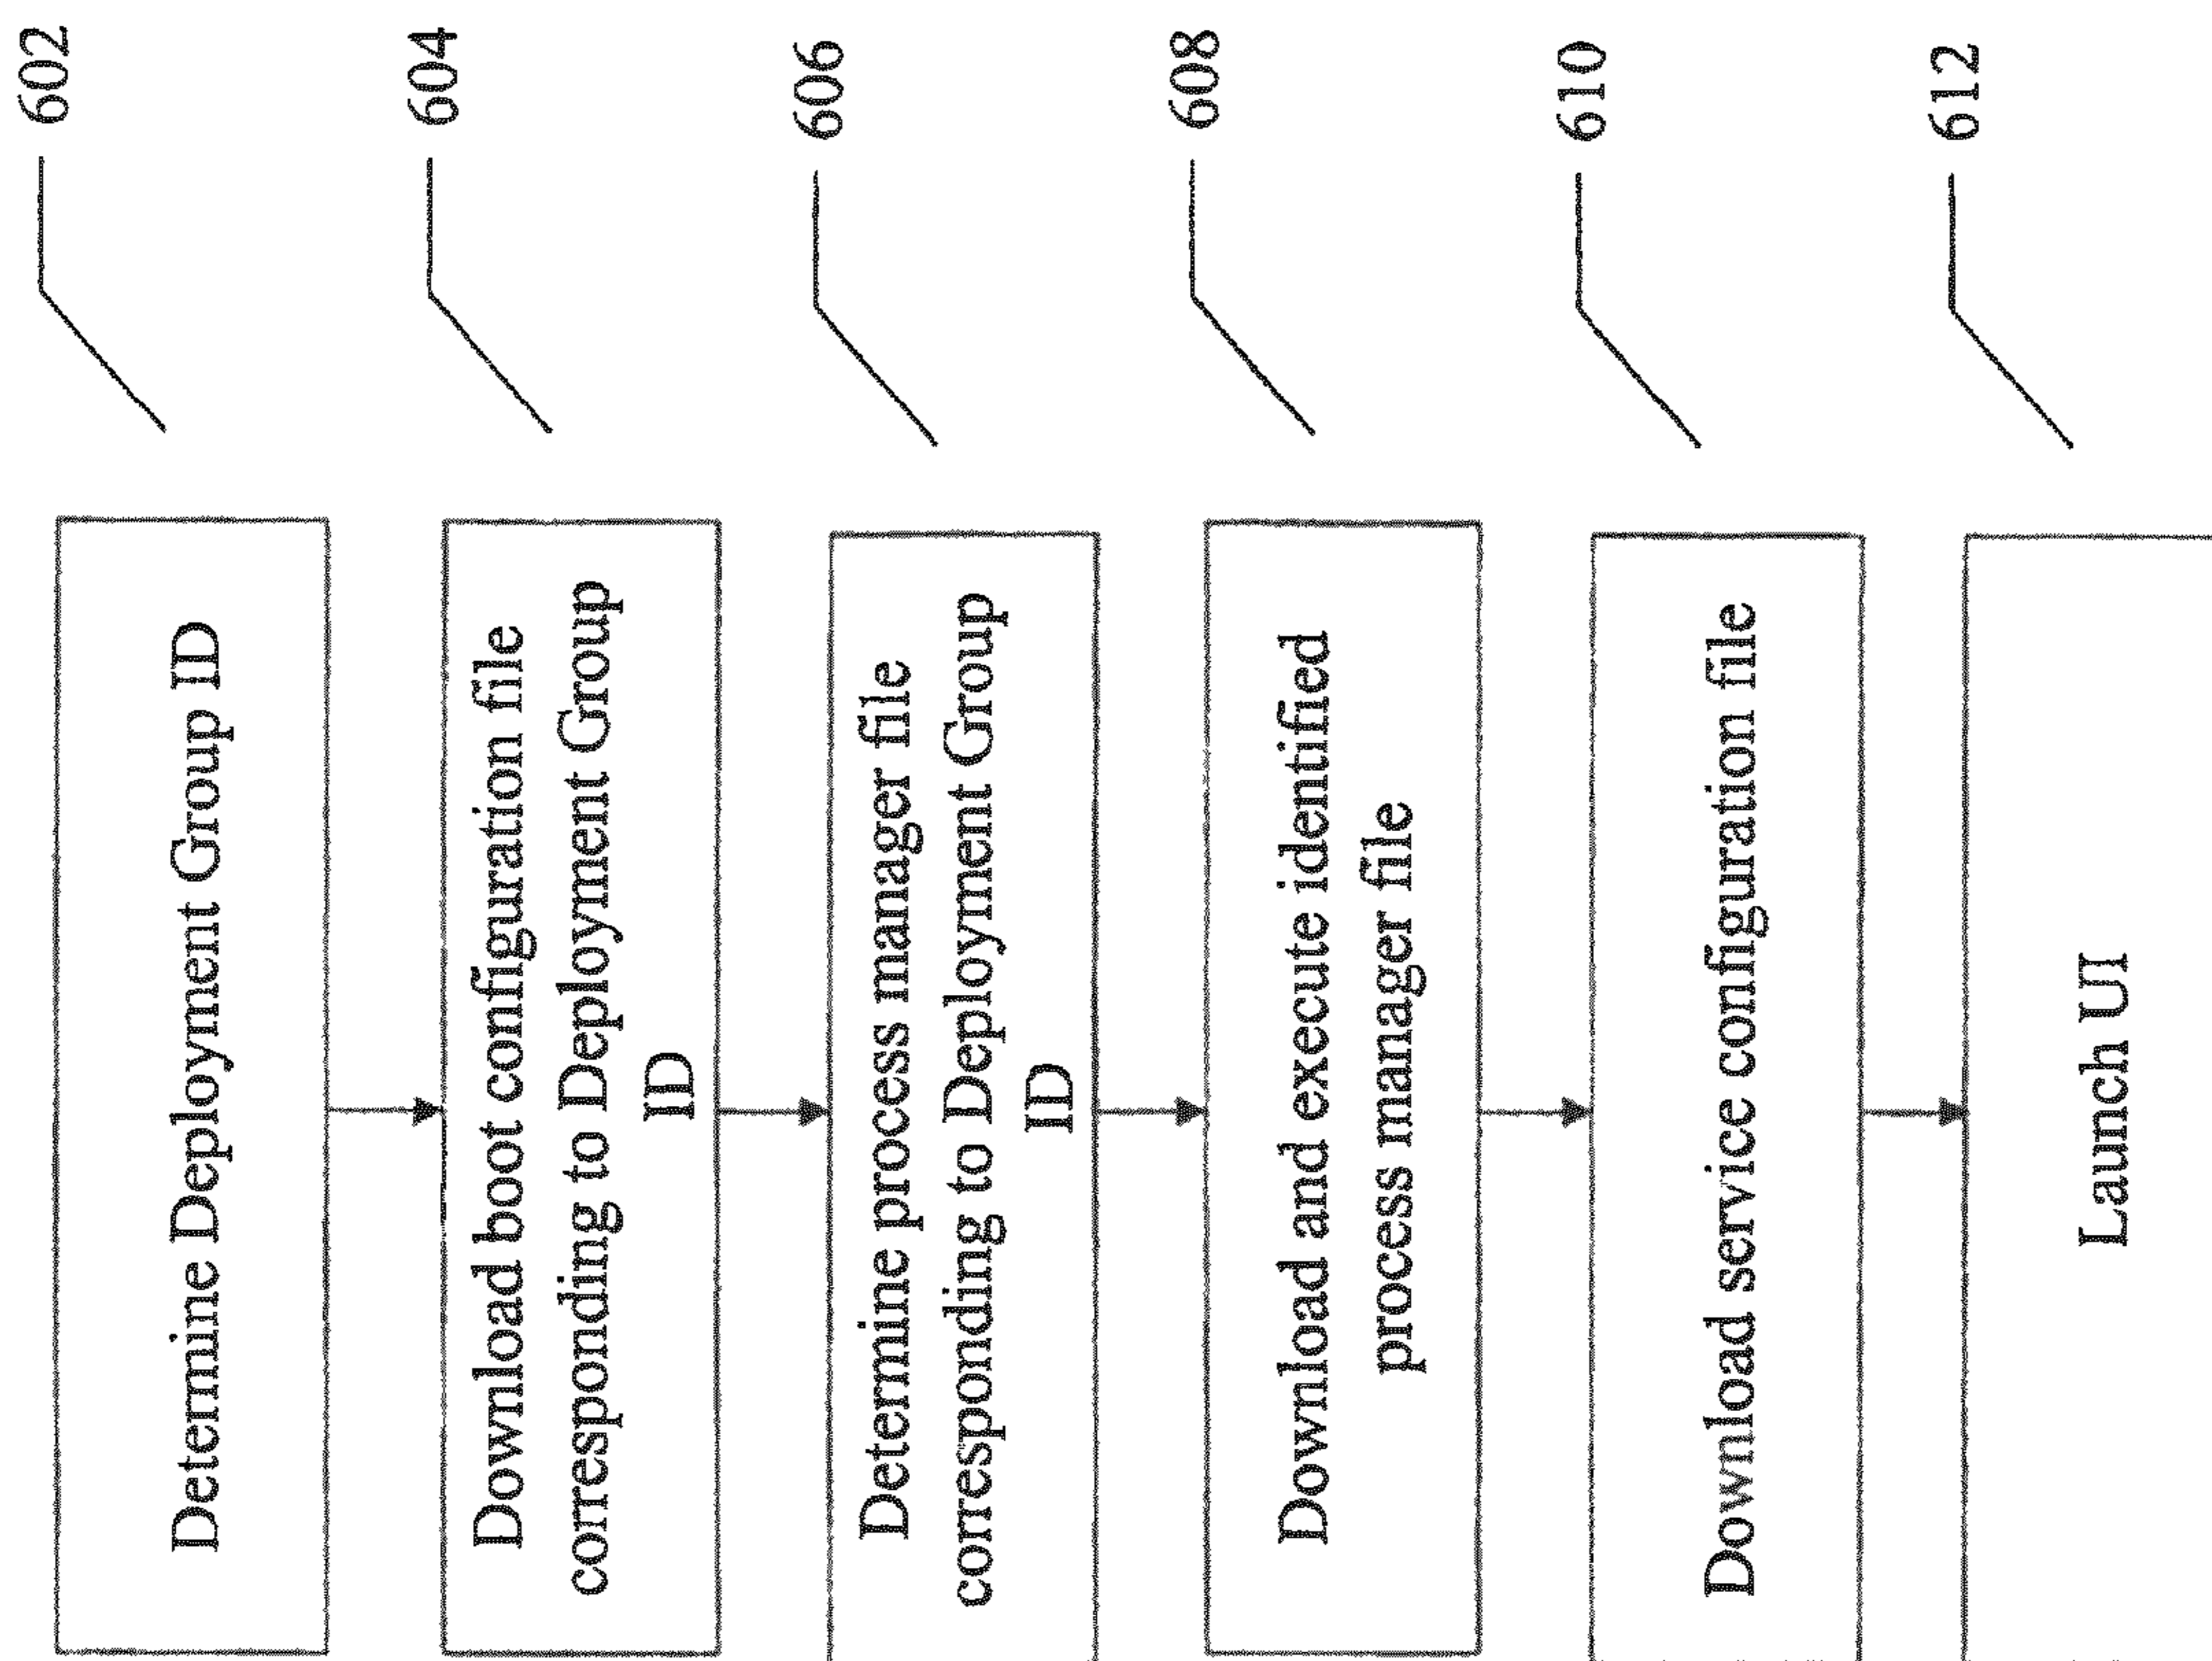 Determine Deployment Group ID
602
Download boot configuration file
corresponding to Deployment Group
ID
604
Determine process manager file
corresponding to Deployment Group
ID
606
Download and execute identified
process manager file
608
Download service configuration file
610
Launch UI
612